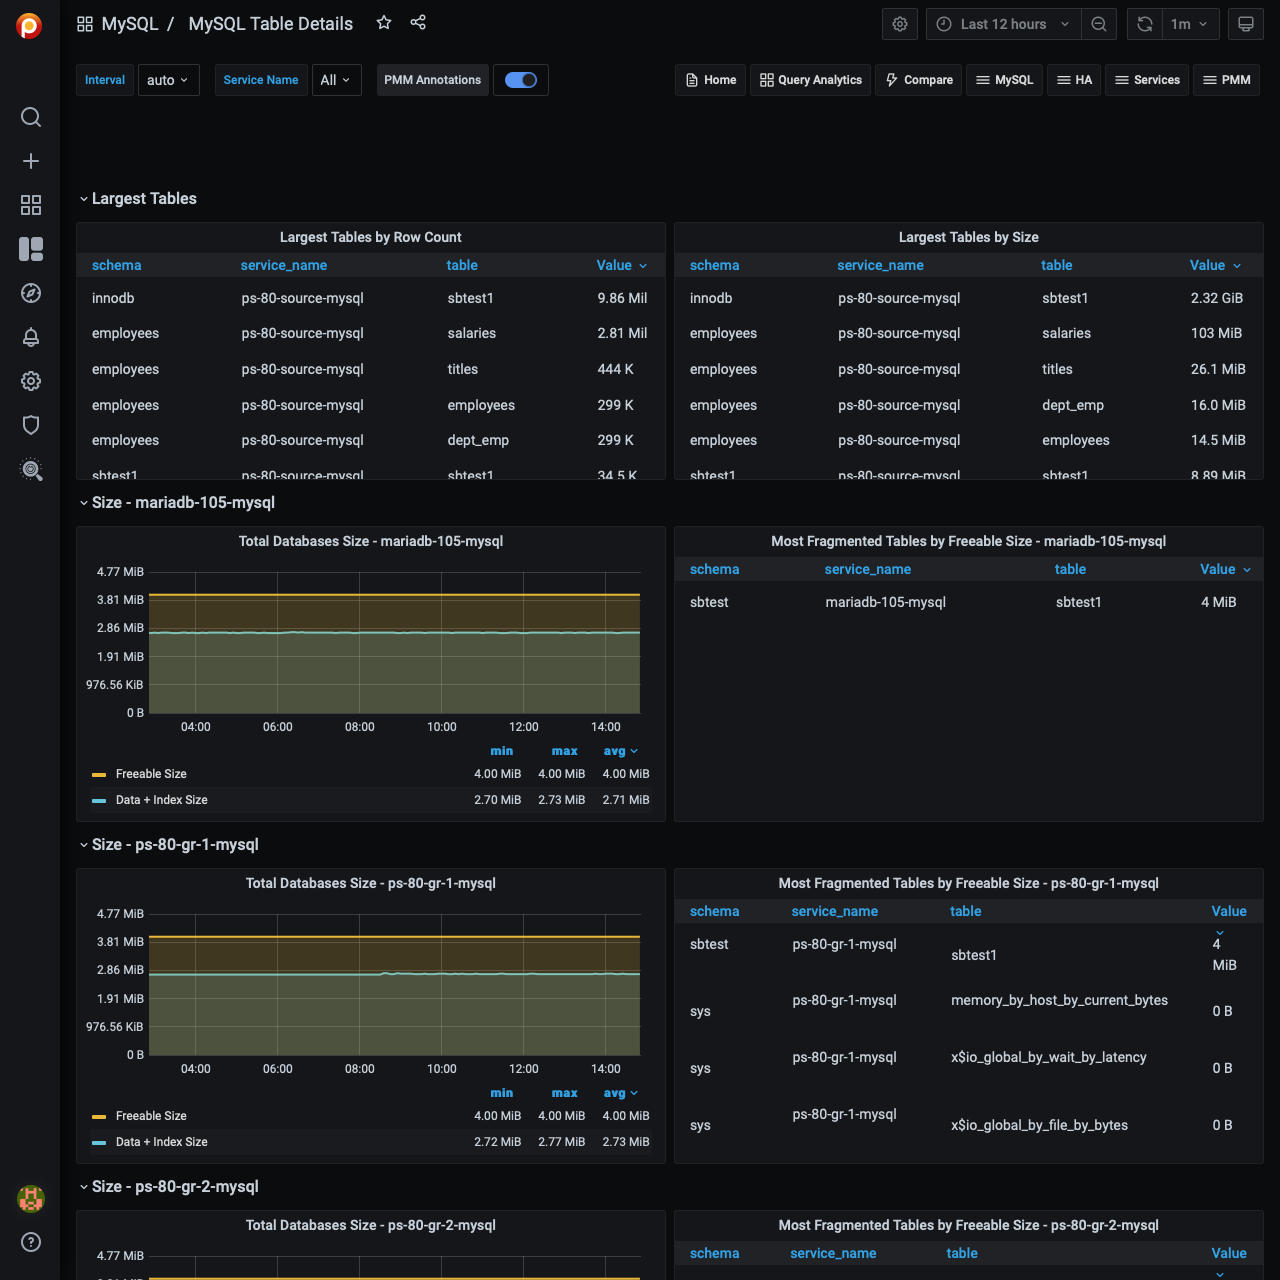 MySQL / MySQL Table Details
Last 12 hours
1m
Interval auto Service Name All PMM Annotations
Home Query Analytics Compare MySQL HA Services PMM
Largest Tables
Largest Tables by Row Count
schema service_name table Value
innodb ps-80-source-mysql sbtest1 9.86 Mil
employees ps-80-source-mysql salaries 2.81 Mil
employees ps-80-source-mysql titles 444 K
employees ps-80-source-mysql employees 299 K
employees ps-80-source-mysql dept_emp 299 K
sbtest1 ps-80-source-mysql sbtest1 34.5 K
Largest Tables by Size
schema service_name table Value
innodb ps-80-source-mysql sbtest1 2.32 GiB
employees ps-80-source-mysql salaries 103 MiB
employees ps-80-source-mysql titles 26.1 MiB
employees ps-80-source-mysql dept_emp 16.0 MiB
employees ps-80-source-mysql employees 14.5 MiB
sbtest1 ps-80-source-mysql sbtest1 8.89 MiB
Size - mariadb-105-mysql
Total Databases Size - mariadb-105-mysql
4.77 MiB
3.81 MiB
2.86 MiB
1.91 MiB
976.56 KiB
0 B
04:00 06:00 08:00 10:00 12:00 14:00
min max avg
Freeable Size 4.00 MiB 4.00 MiB 4.00 MiB
Data + Index Size 2.70 MiB 2.73 MiB 2.71 MiB
Most Fragmented Tables by Freeable Size - mariadb-105-mysql
schema service_name table Value
sbtest mariadb-105-mysql sbtest1 4 MiB
Size - ps-80-gr-1-mysql
Total Databases Size - ps-80-gr-1-mysql
4.77 MiB
3.81 MiB
2.86 MiB
1.91 MiB
976.56 KiB
0 B
04:00 06:00 08:00 10:00 12:00 14:00
min max avg
Freeable Size 4.00 MiB 4.00 MiB 4.00 MiB
Data + Index Size 2.72 MiB 2.77 MiB 2.73 MiB
Most Fragmented Tables by Freeable Size - ps-80-gr-1-mysql
schema service_name table Value
sbtest ps-80-gr-1-mysql sbtest1 4 MiB
sys ps-80-gr-1-mysql memory_by_host_by_current_bytes 0 B
sys ps-80-gr-1-mysql x$io_global_by_wait_by_latency 0 B
sys ps-80-gr-1-mysql x$io_global_by_file_by_bytes 0 B
Size - ps-80-gr-2-mysql
Total Databases Size - ps-80-gr-2-mysql
4.77 MiB
Most Fragmented Tables by Freeable Size - ps-80-gr-2-mysql
schema service_name table Value